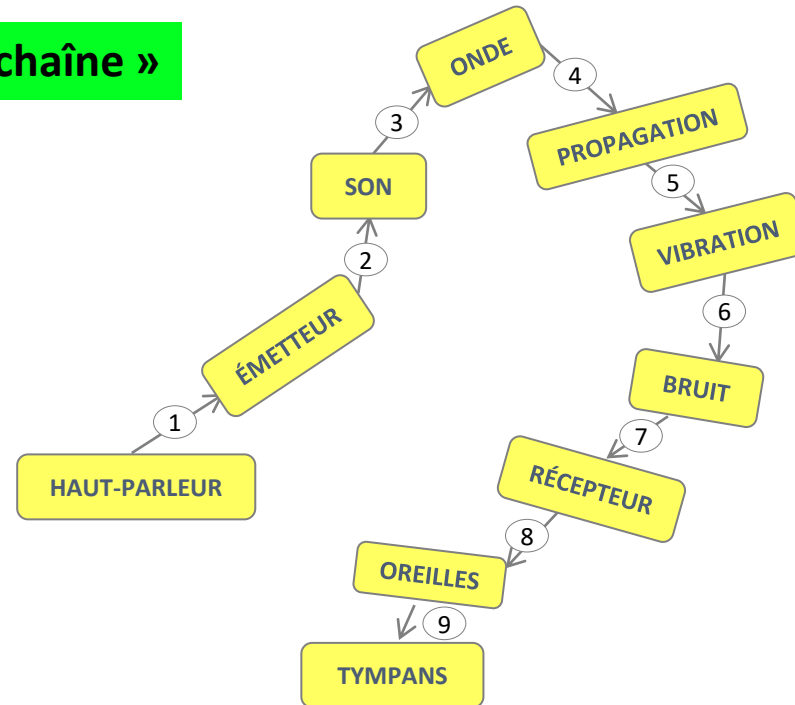 chaîne »
HAUT-PARLEUR
1
ÉMETTEUR
2
SON
3
ONDE
4
PROPAGATION
5
VIBRATION
6
BRUIT
7
RÉCEPTEUR
8
OREILLES
9
TYMPANS